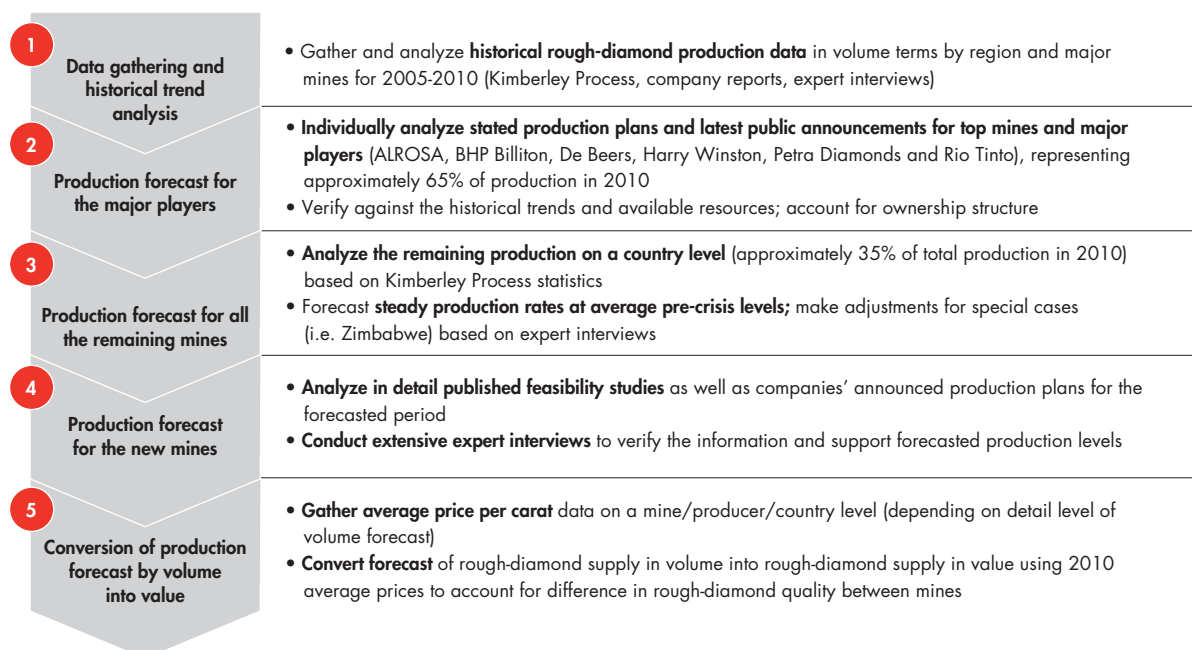 1
Data gathering and
historical trend
analysis
• Gather and analyze historical rough-diamond production data in volume terms by region and major
mines for 2005-2010 (Kimberley Process, company reports, expert interviews)
2
Production forecast for
the major players
• Individually analyze stated production plans and latest public announcements for top mines and major
players (ALROSA, BHP Billiton, De Beers, Harry Winston, Petra Diamonds and Rio Tinto), representing
approximately 65% of production in 2010
• Verify against the historical trends and available resources; account for ownership structure
3
Production forecast for all
the remaining mines
• Analyze the remaining production on a country level (approximately 35% of total production in 2010)
based on Kimberley Process statistics
• Forecast steady production rates at average pre-crisis levels; make adjustments for special cases
(i.e. Zimbabwe) based on expert interviews
4
Production forecast
for the new mines
• Analyze in detail published feasibility studies as well as companies’ announced production plans for the
forecasted period
• Conduct extensive expert interviews to verify the information and support forecasted production levels
5
Conversion of production
forecast by volume
into value
• Gather average price per carat data on a mine/producer/country level (depending on detail level of
volume forecast)
• Convert forecast of rough-diamond supply in volume into rough-diamond supply in value using 2010
average prices to account for difference in rough-diamond quality between mines